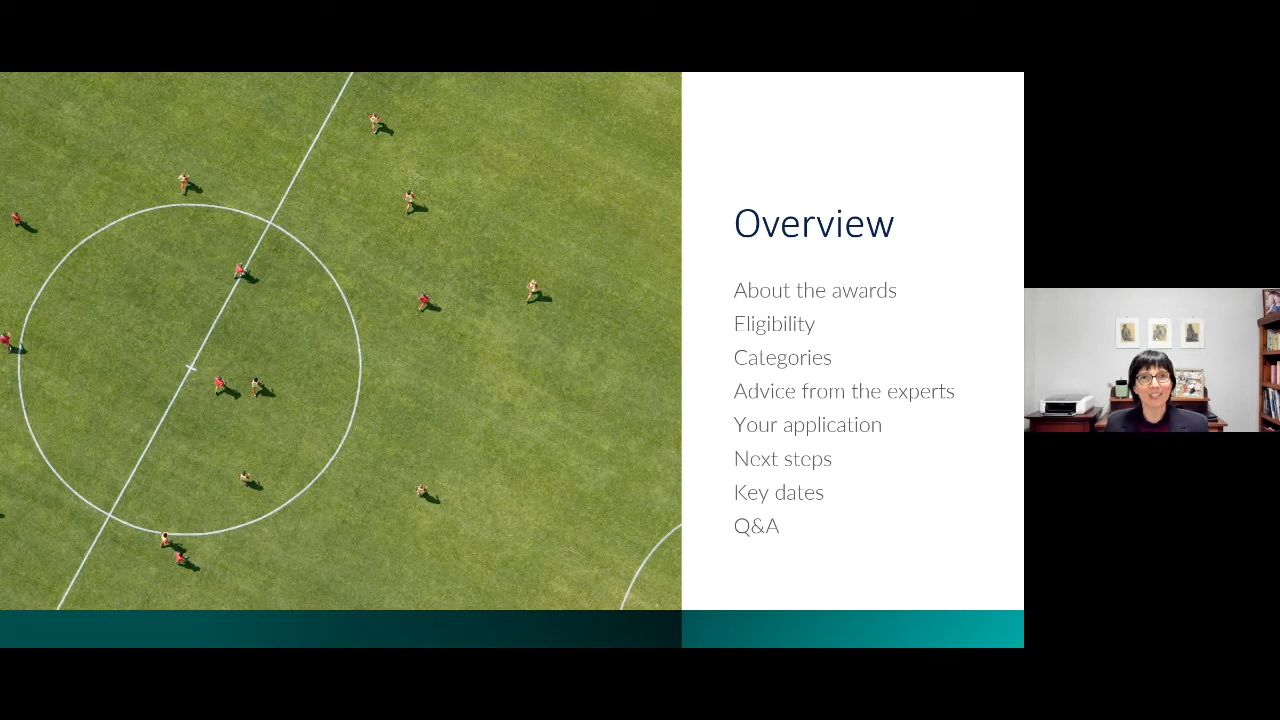 Overview
About the awards
Eligibility
Categories
Advice from the experts
Your application
Next steps
Key dates
Q&A